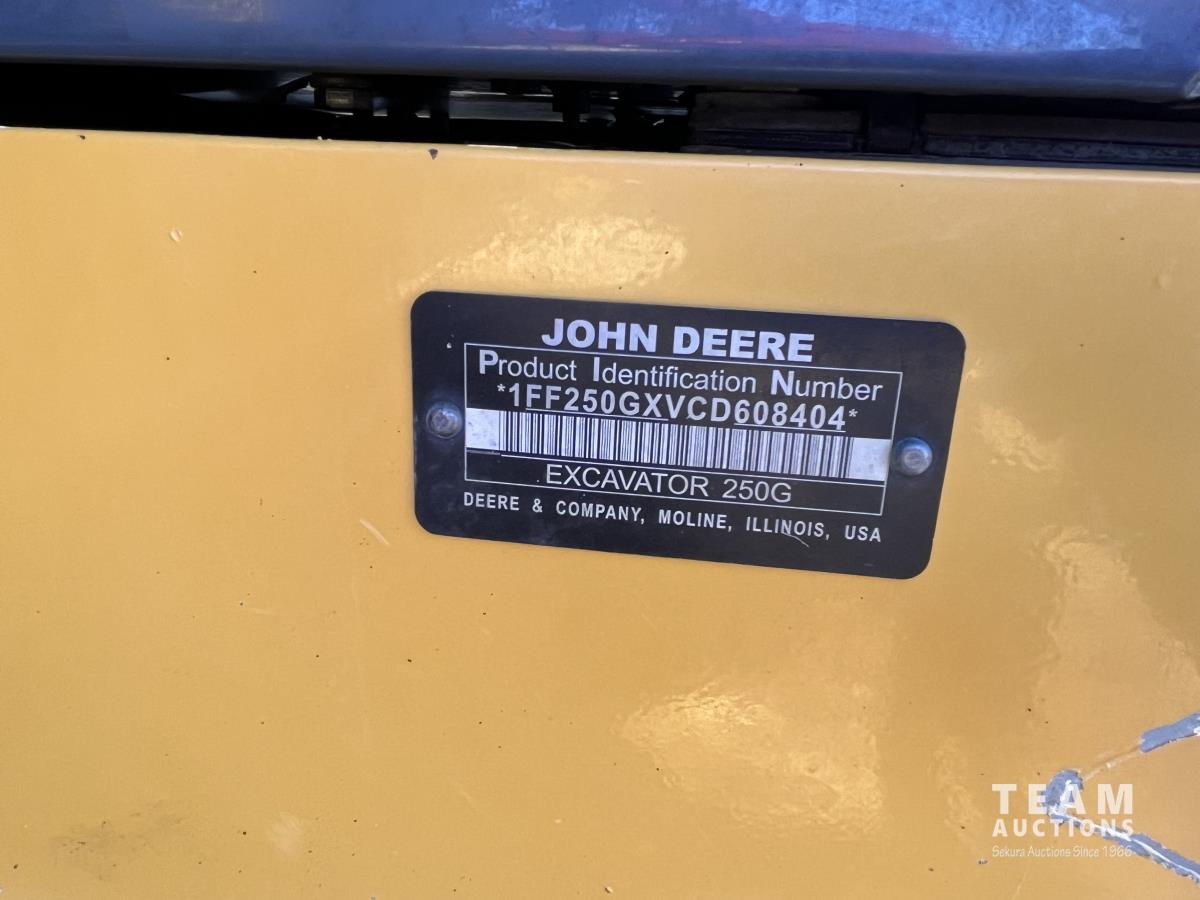 JOHN DEERE
Product Identification Number
*1FF250GXVCD608404*
EXCAVATOR 250G
DEERE & COMPANY, MOLINE, ILLINOIS, USA
TEAM
AUCTIONS
Sekura Auctions Since 1966